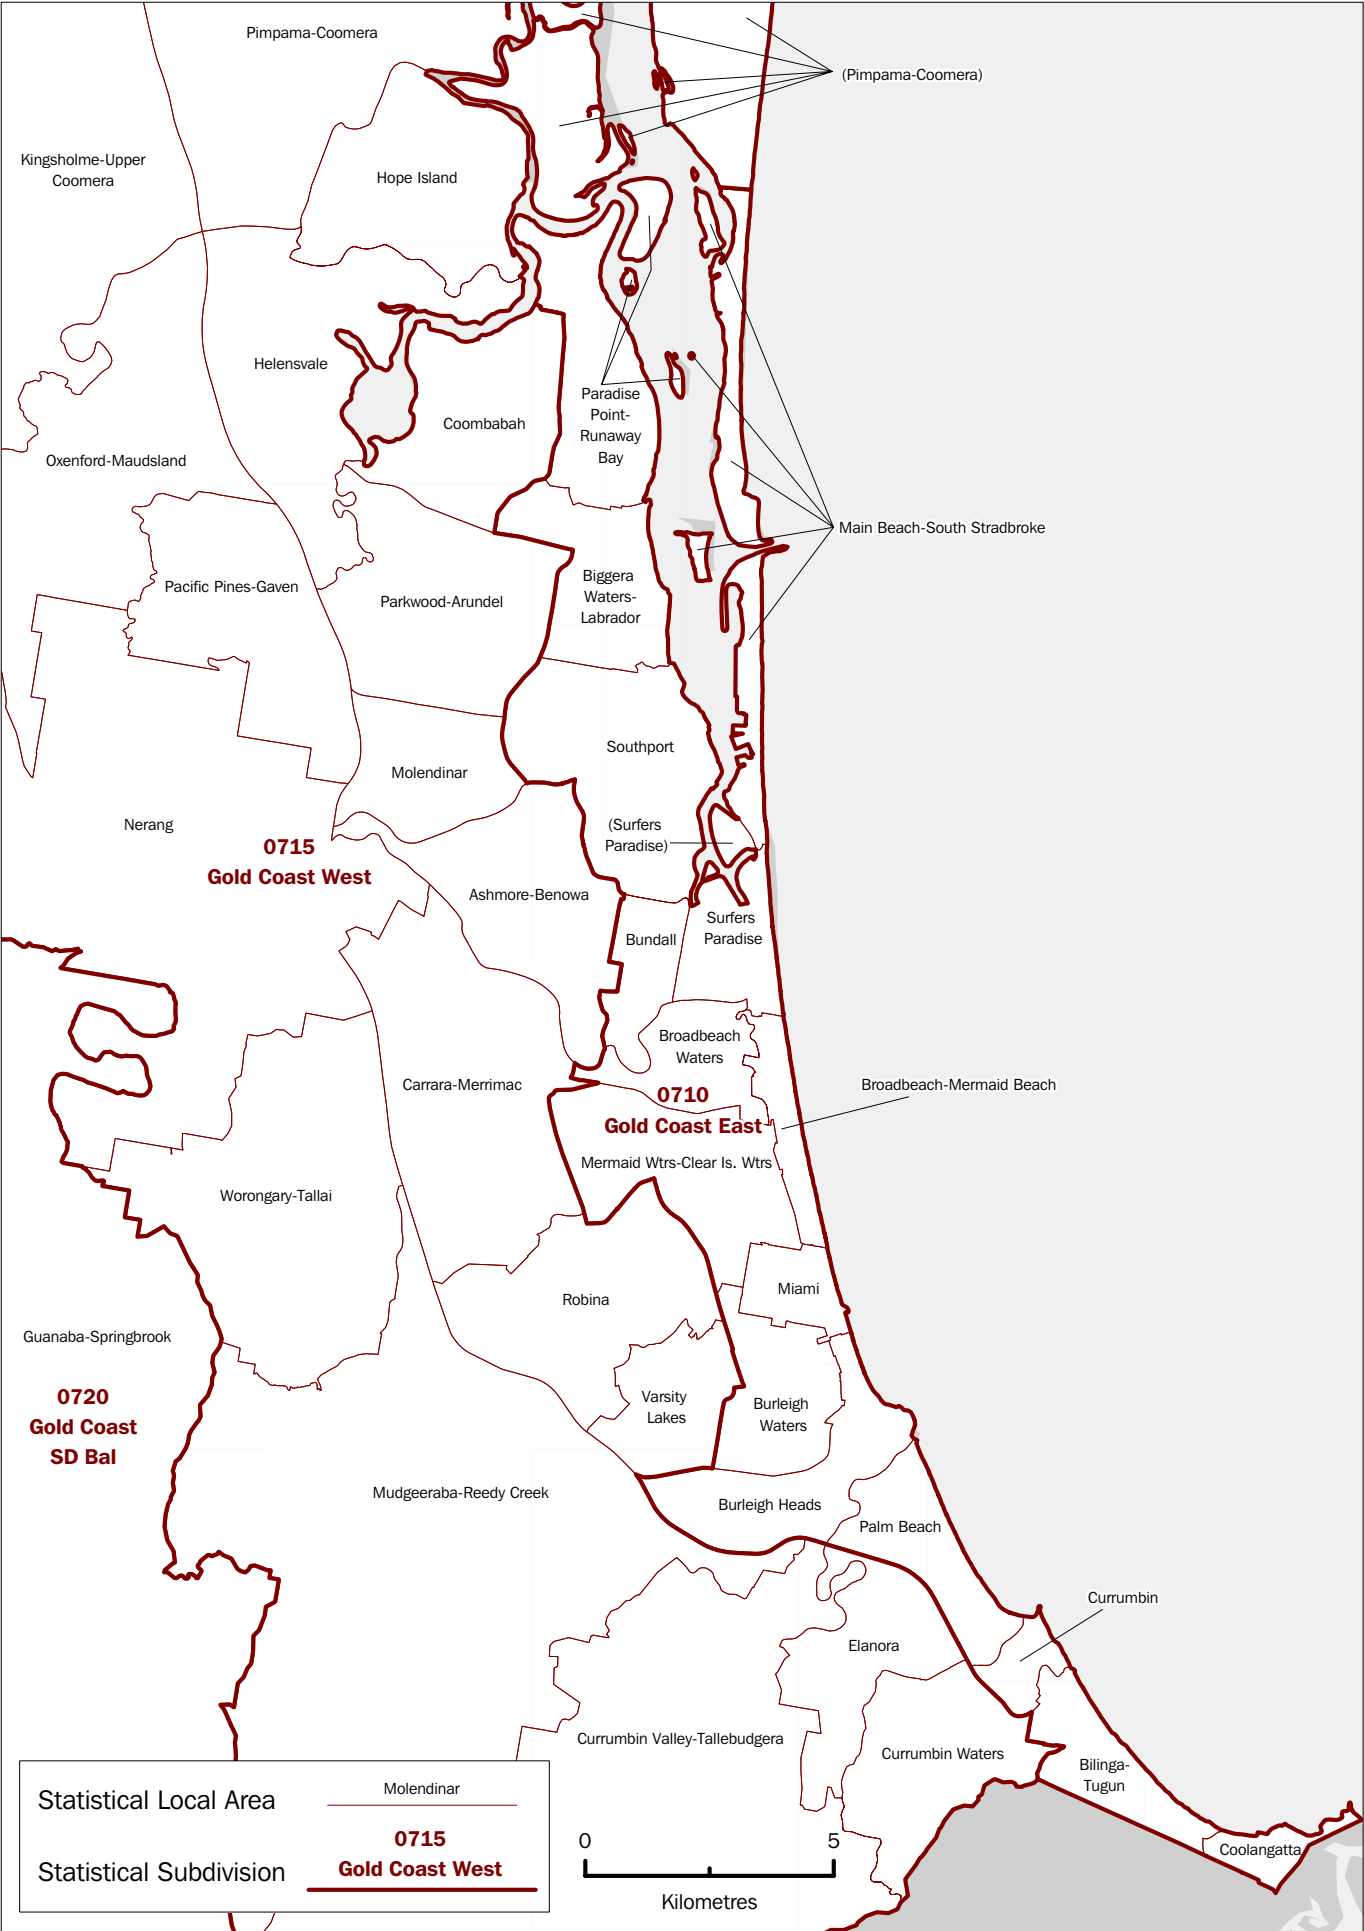 Pimpama-Coomera
(Pimpama-Coomera)
Kingsholme-Upper
Coomera
Hope Island
Helensvale
Paradise
Point-
Runaway
Bay
Coombabah
Oxenford-Maudsland
Main Beach-South Stradbroke
Pacific Pines-Gaven
Parkwood-Arundel
Biggera
Waters-
Labrador
Southport
Molendinar
Nerang
(Surfers
Paradise)
0715
Gold Coast West
Ashmore-Benowa
Bundall
Surfers
Paradise
Broadbeach
Waters
Carrara-Merrimac
Broadbeach-Mermaid Beach
0710
Gold Coast East
Mermaid Wtrs-Clear Is. Wtrs
Worongary-Tallai
Miami
Robina
Guanaba-Springbrook
0720
Gold Coast
SD Bal
Varsity
Lakes
Burleigh
Waters
Mudgeeraba-Reedy Creek
Burleigh Heads
Palm Beach
Currumbin
Elanora
Currumbin Valley-Tallebudgera
Currumbin Waters
Bilinga-
Tugun
Coolangatta
Statistical Local Area
Molendinar
Statistical Subdivision
0715
Gold Coast West
0
5
Kilometres